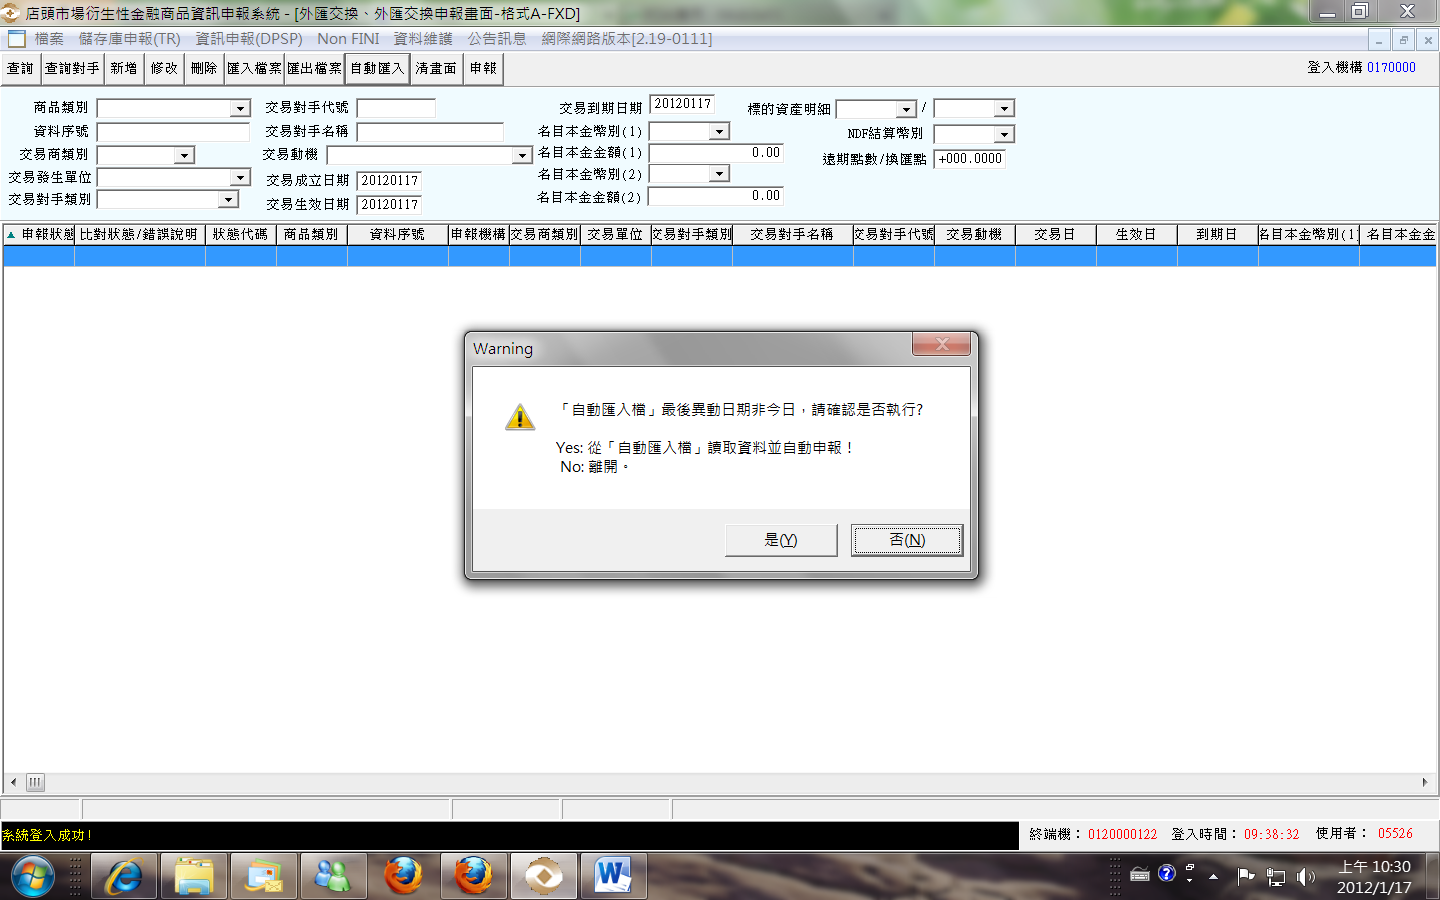 店頭市場衍生性金融商品資訊申報系統 - [外匯交換、外匯交換申報畫面-格式A-FXD]
檔案 儲存庫申報(TR) 資訊申報(DPSP) Non FINI 資料維護 公告訊息 網際網路版本[2.19-0111]
查詢 查詢對手 新增 修改 刪除 匯入檔案 匯出檔案 自動匯入 清畫面 申報 登入機構 0170000
商品類別 交易對手代號 交易到期日期 20120117 標的資產明細 /
資料序號 交易對手名稱 名目本金幣別(1) NDF結算幣別
交易商類別 交易動機 名目本金金額(1) 0.00 遠期點數/換匯點 +000.0000
交易發生單位 交易成立日期 20120117 名目本金幣別(2)
交易對手類別 交易生效日期 20120117 名目本金金額(2) 0.00
申報狀態 比對狀態/錯誤說明 狀態代碼 商品類別 資料序號 申報機構 交易商類別 交易單位 交易對手類別 交易對手名稱 交易對手代號 交易動機 交易日 生效日 到期日 名目本金幣別(1) 名目本金金
Warning
「自動匯入檔」最後異動日期非今日，請確認是否執行?
Yes: 從「自動匯入檔」讀取資料並自動申報！
No: 離開。
是(Y) 否(N)
系統登入成功!
終端機： 0120000122 登入時間： 09:38:32 使用者： 05526
上午 10:30
2012/1/17